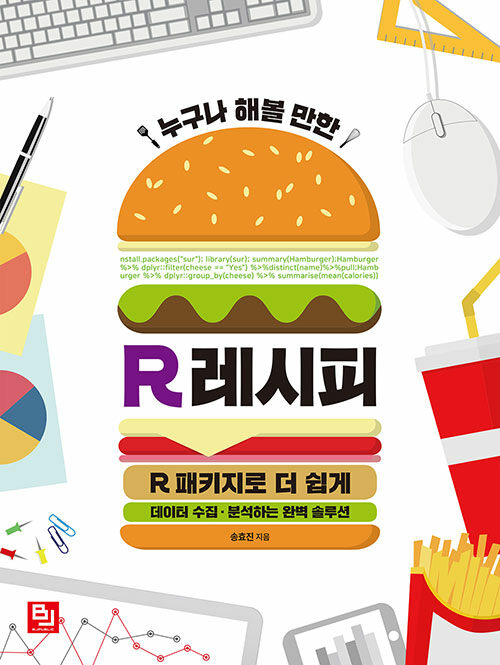 누구나 해볼 만한
nstall.packages("sur"); library(sur); summary(Hamburger);Hamburger
%>% dplyr::filter(cheese == "Yes") %>%distinct(name)%>%pull;Hamb
urger %>% dplyr::group_by(cheese) %>% summarise(mean(calories))
R 레시피
R 패키지로 더 쉽게
데이터 수집·분석하는 완벽 솔루션
송효진 지음
BJ
BJPUBLIC